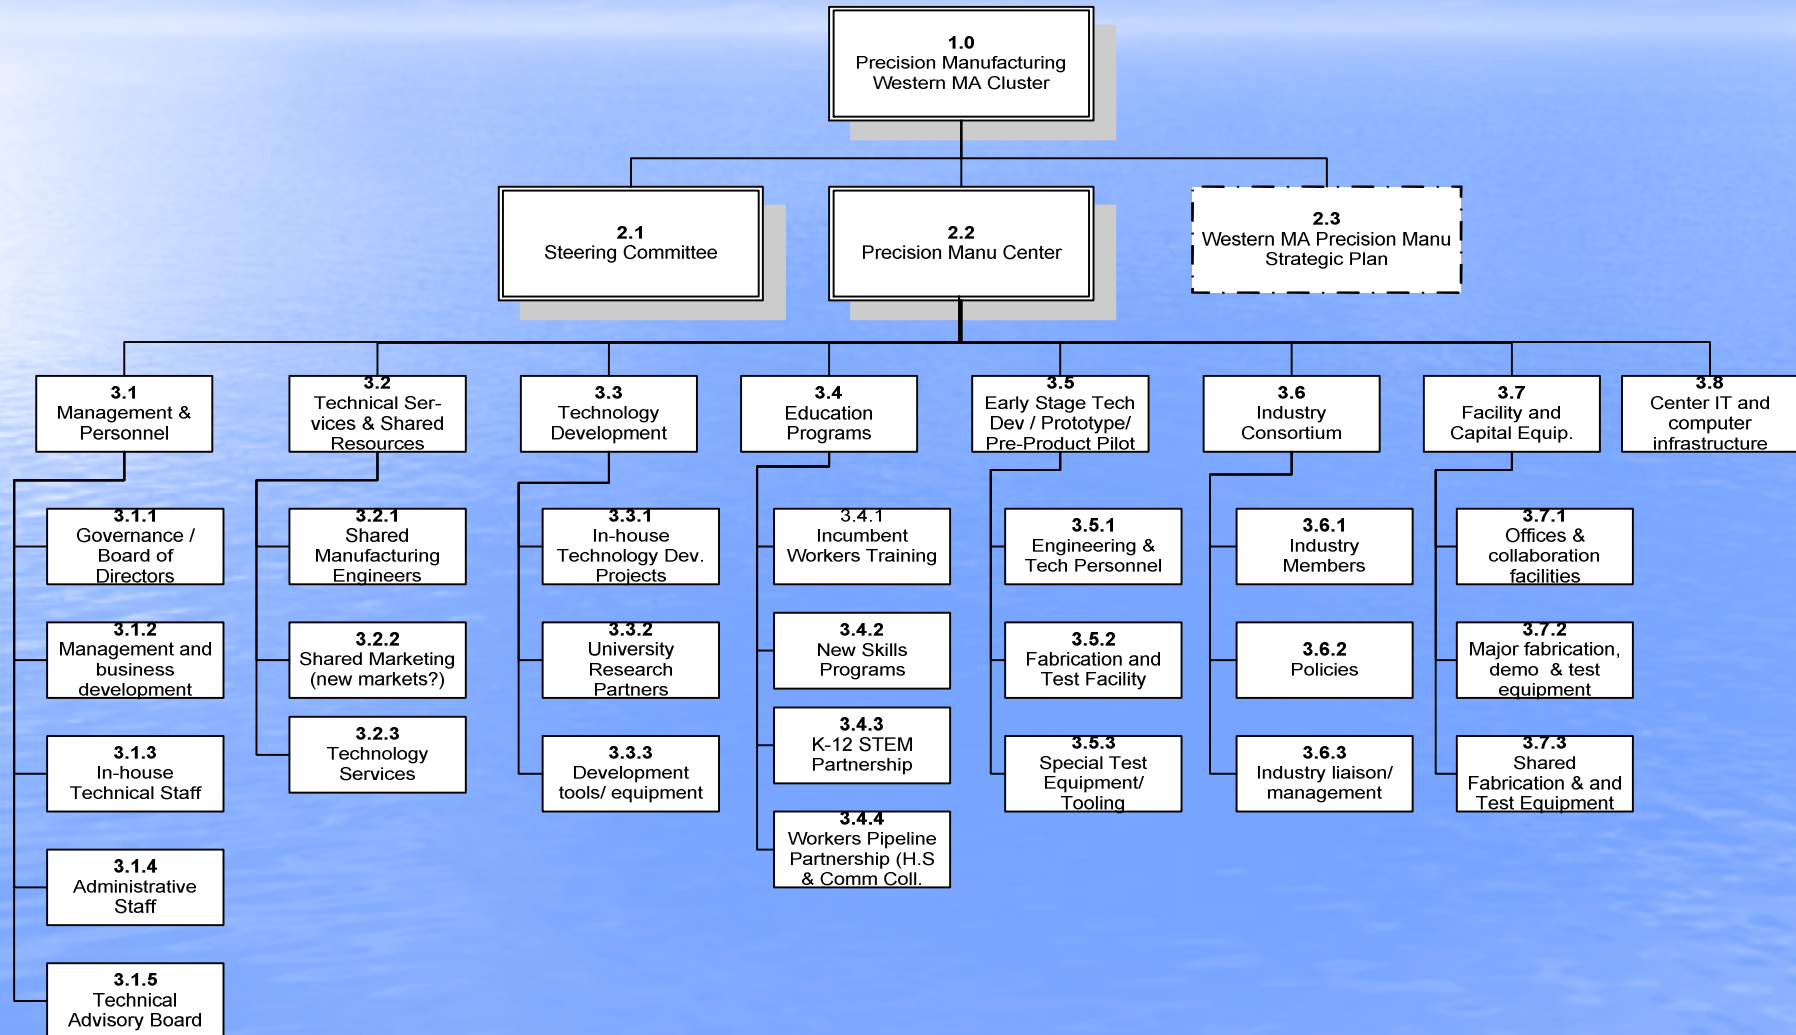 1.0
Precision Manufacturing
Western MA Cluster
2.1
Steering Committee
2.2
Precision Manu Center
2.3
Western MA Precision Manu
Strategic Plan
3.1
Management &
Personnel
3.2
Technical Ser-
vices & Shared
Resources
3.3
Technology
Development
3.4
Education
Programs
3.5
Early Stage Tech
Dev / Prototype/
Pre-Product Pilot
3.6
Industry
Consortium
3.7
Facility and
Capital Equip.
3.8
Center IT and
computer
infrastructure
3.1.1
Governance /
Board of
Directors
3.1.2
Management and
business
development
3.1.3
In-house
Technical Staff
3.1.4
Administrative
Staff
3.1.5
Technical
Advisory Board
3.2.1
Shared
Manufacturing
Engineers
3.2.2
Shared Marketing
(new markets?)
3.2.3
Technology
Services
3.3.1
In-house
Technology Dev.
Projects
3.3.2
University
Research
Partners
3.3.3
Development
tools/ equipment
3.4.1
Incumbent
Workers Training
3.4.2
New Skills
Programs
3.4.3
K-12 STEM
Partnership
3.4.4
Workers Pipeline
Partnership (H.S
& Comm Coll.
3.5.1
Engineering &
Tech Personnel
3.5.2
Fabrication and
Test Facility
3.5.3
Special Test
Equipment/
Tooling
3.6.1
Industry
Members
3.6.2
Policies
3.6.3
Industry liaison/
management
3.7.1
Offices &
collaboration
facilities
3.7.2
Major fabrication,
demo  & test
equipment
3.7.3
Shared
Fabrication & and
Test Equipment